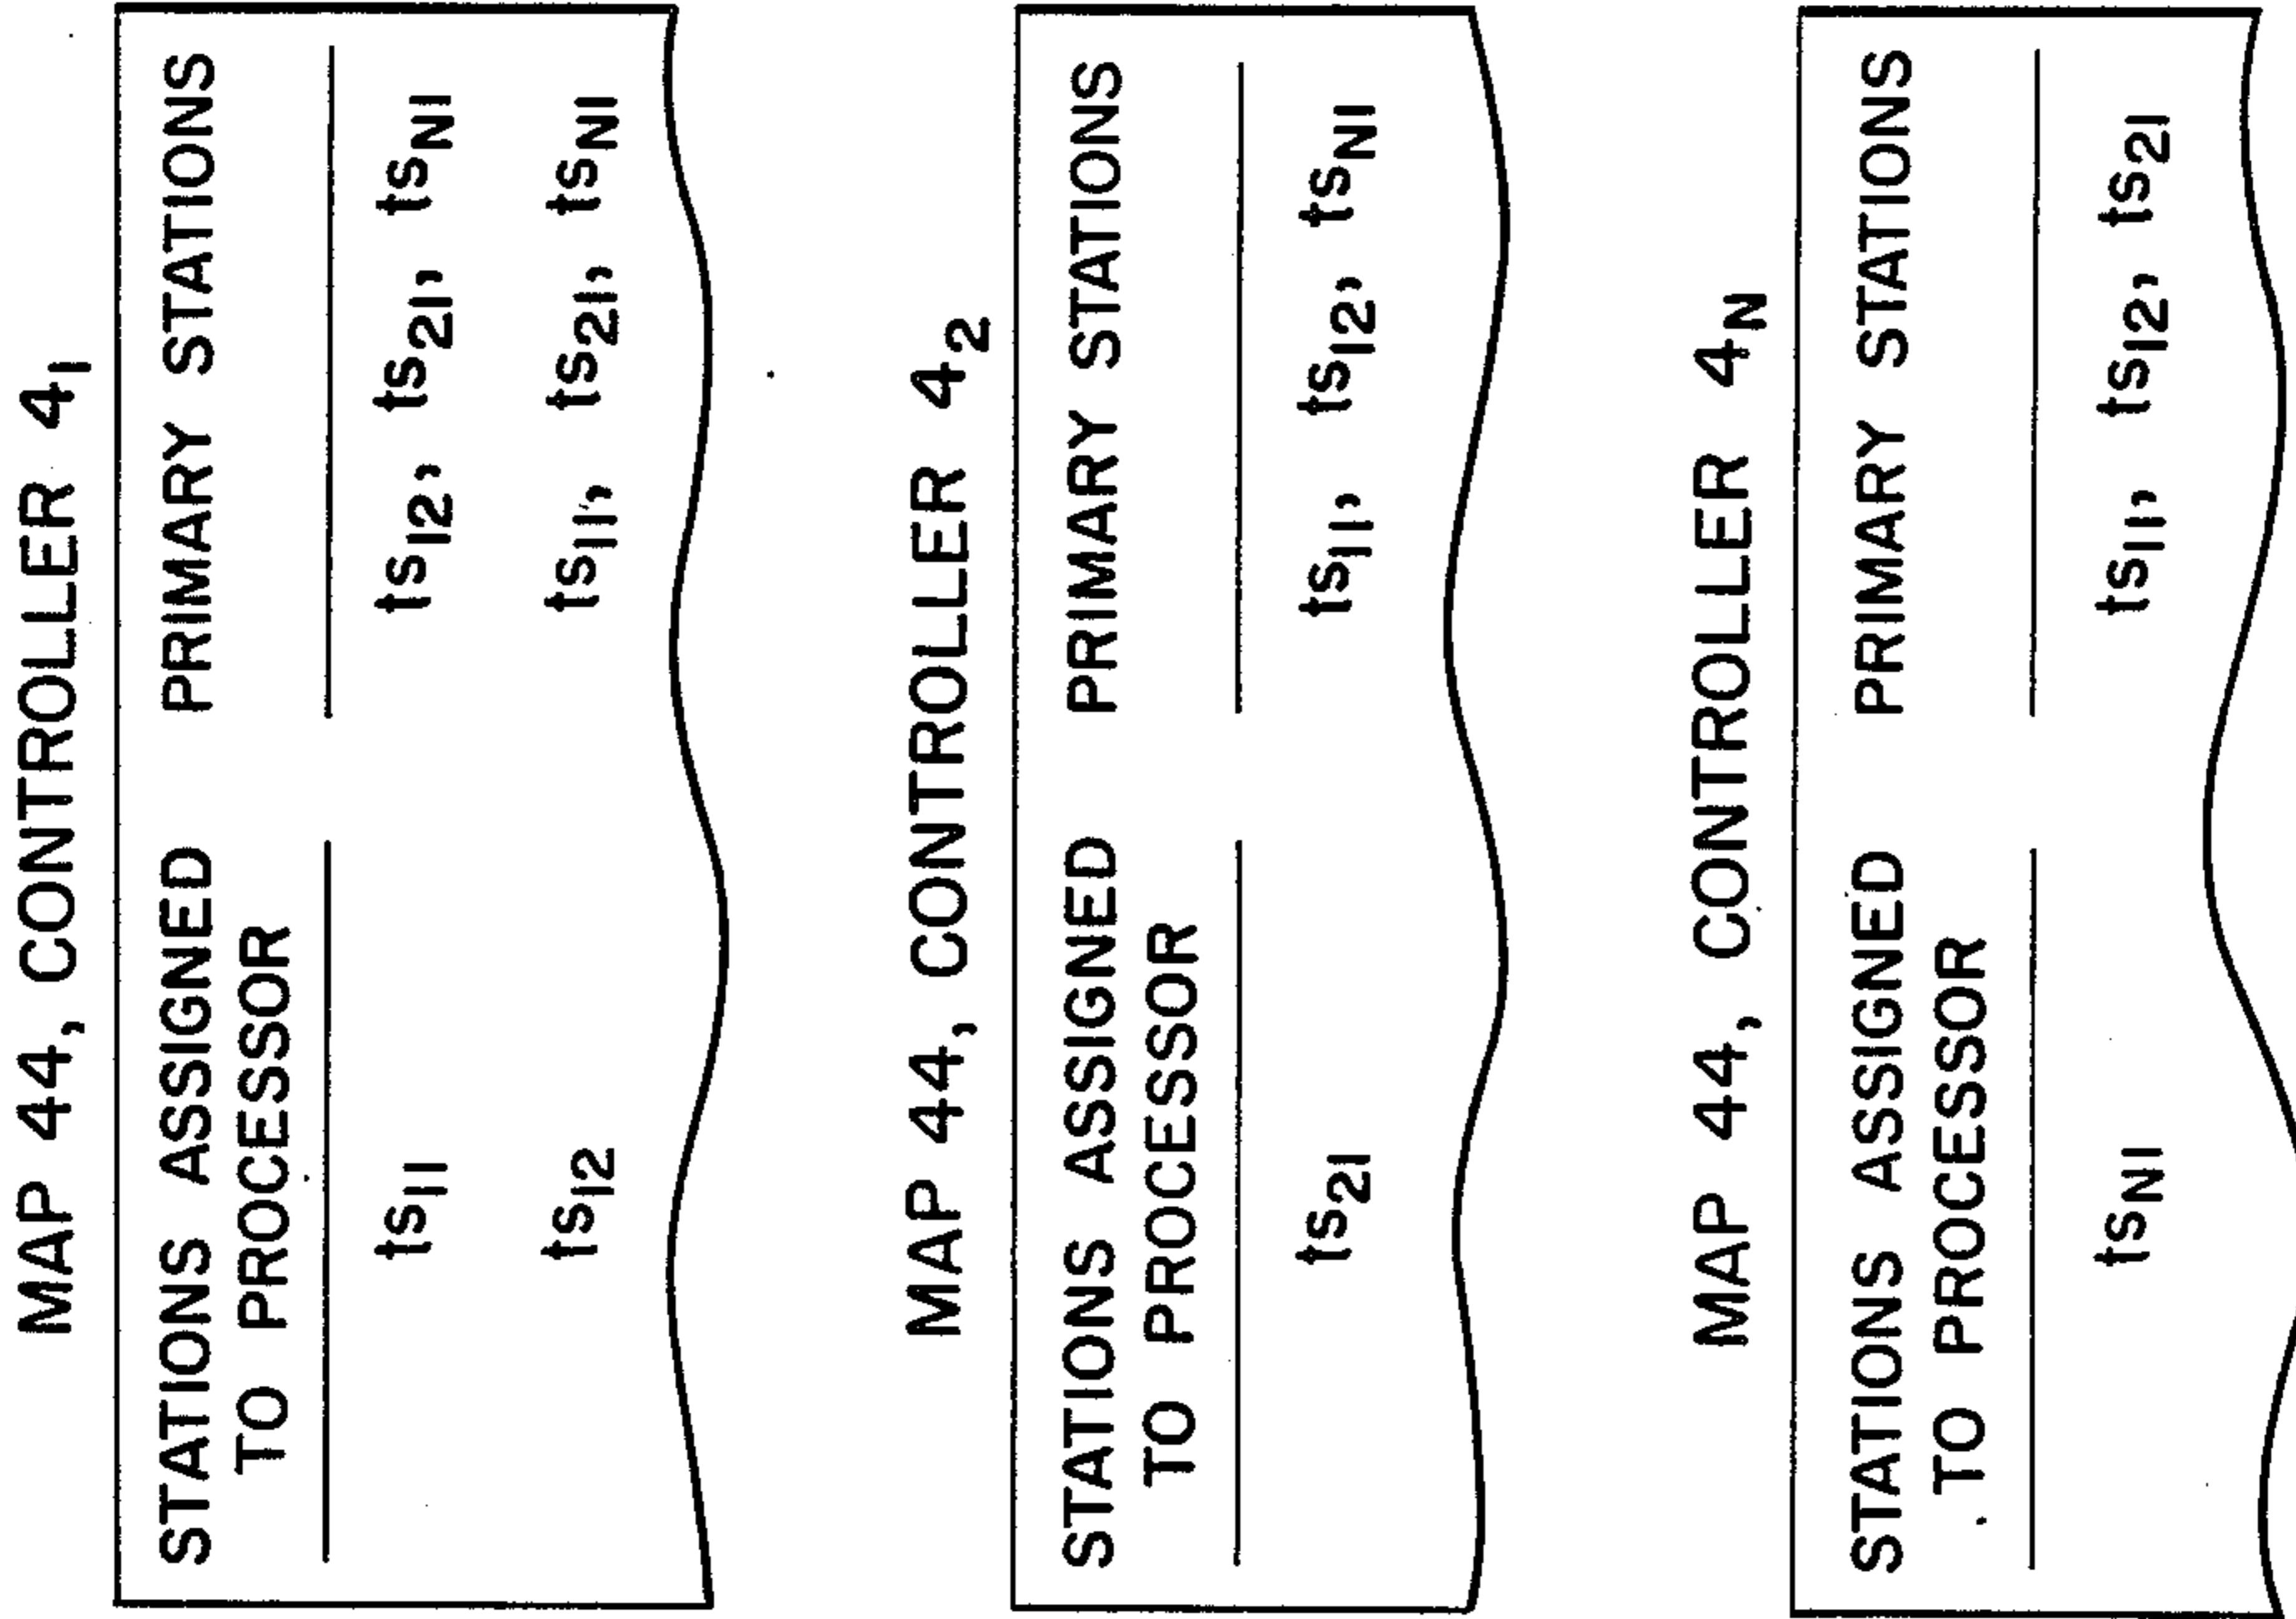 MAP 44, CONTROLLER 4₁
STATIONS ASSIGNED PRIMARY STATIONS
TO PROCESSOR
ts₁₁ ts₁₂, ts₂₁, ts_N1
ts₁₂ ts₁₁, ts₂₁, ts_N1
MAP 44, CONTROLLER 4₂
STATIONS ASSIGNED PRIMARY STATIONS
TO PROCESSOR
ts₂₁ ts₁₁, ts₁₂, ts_N1
MAP 44, CONTROLLER 4_N
STATIONS ASSIGNED PRIMARY STATIONS
TO PROCESSOR
ts_N1 ts₁₁, ts₁₂, ts₂₁